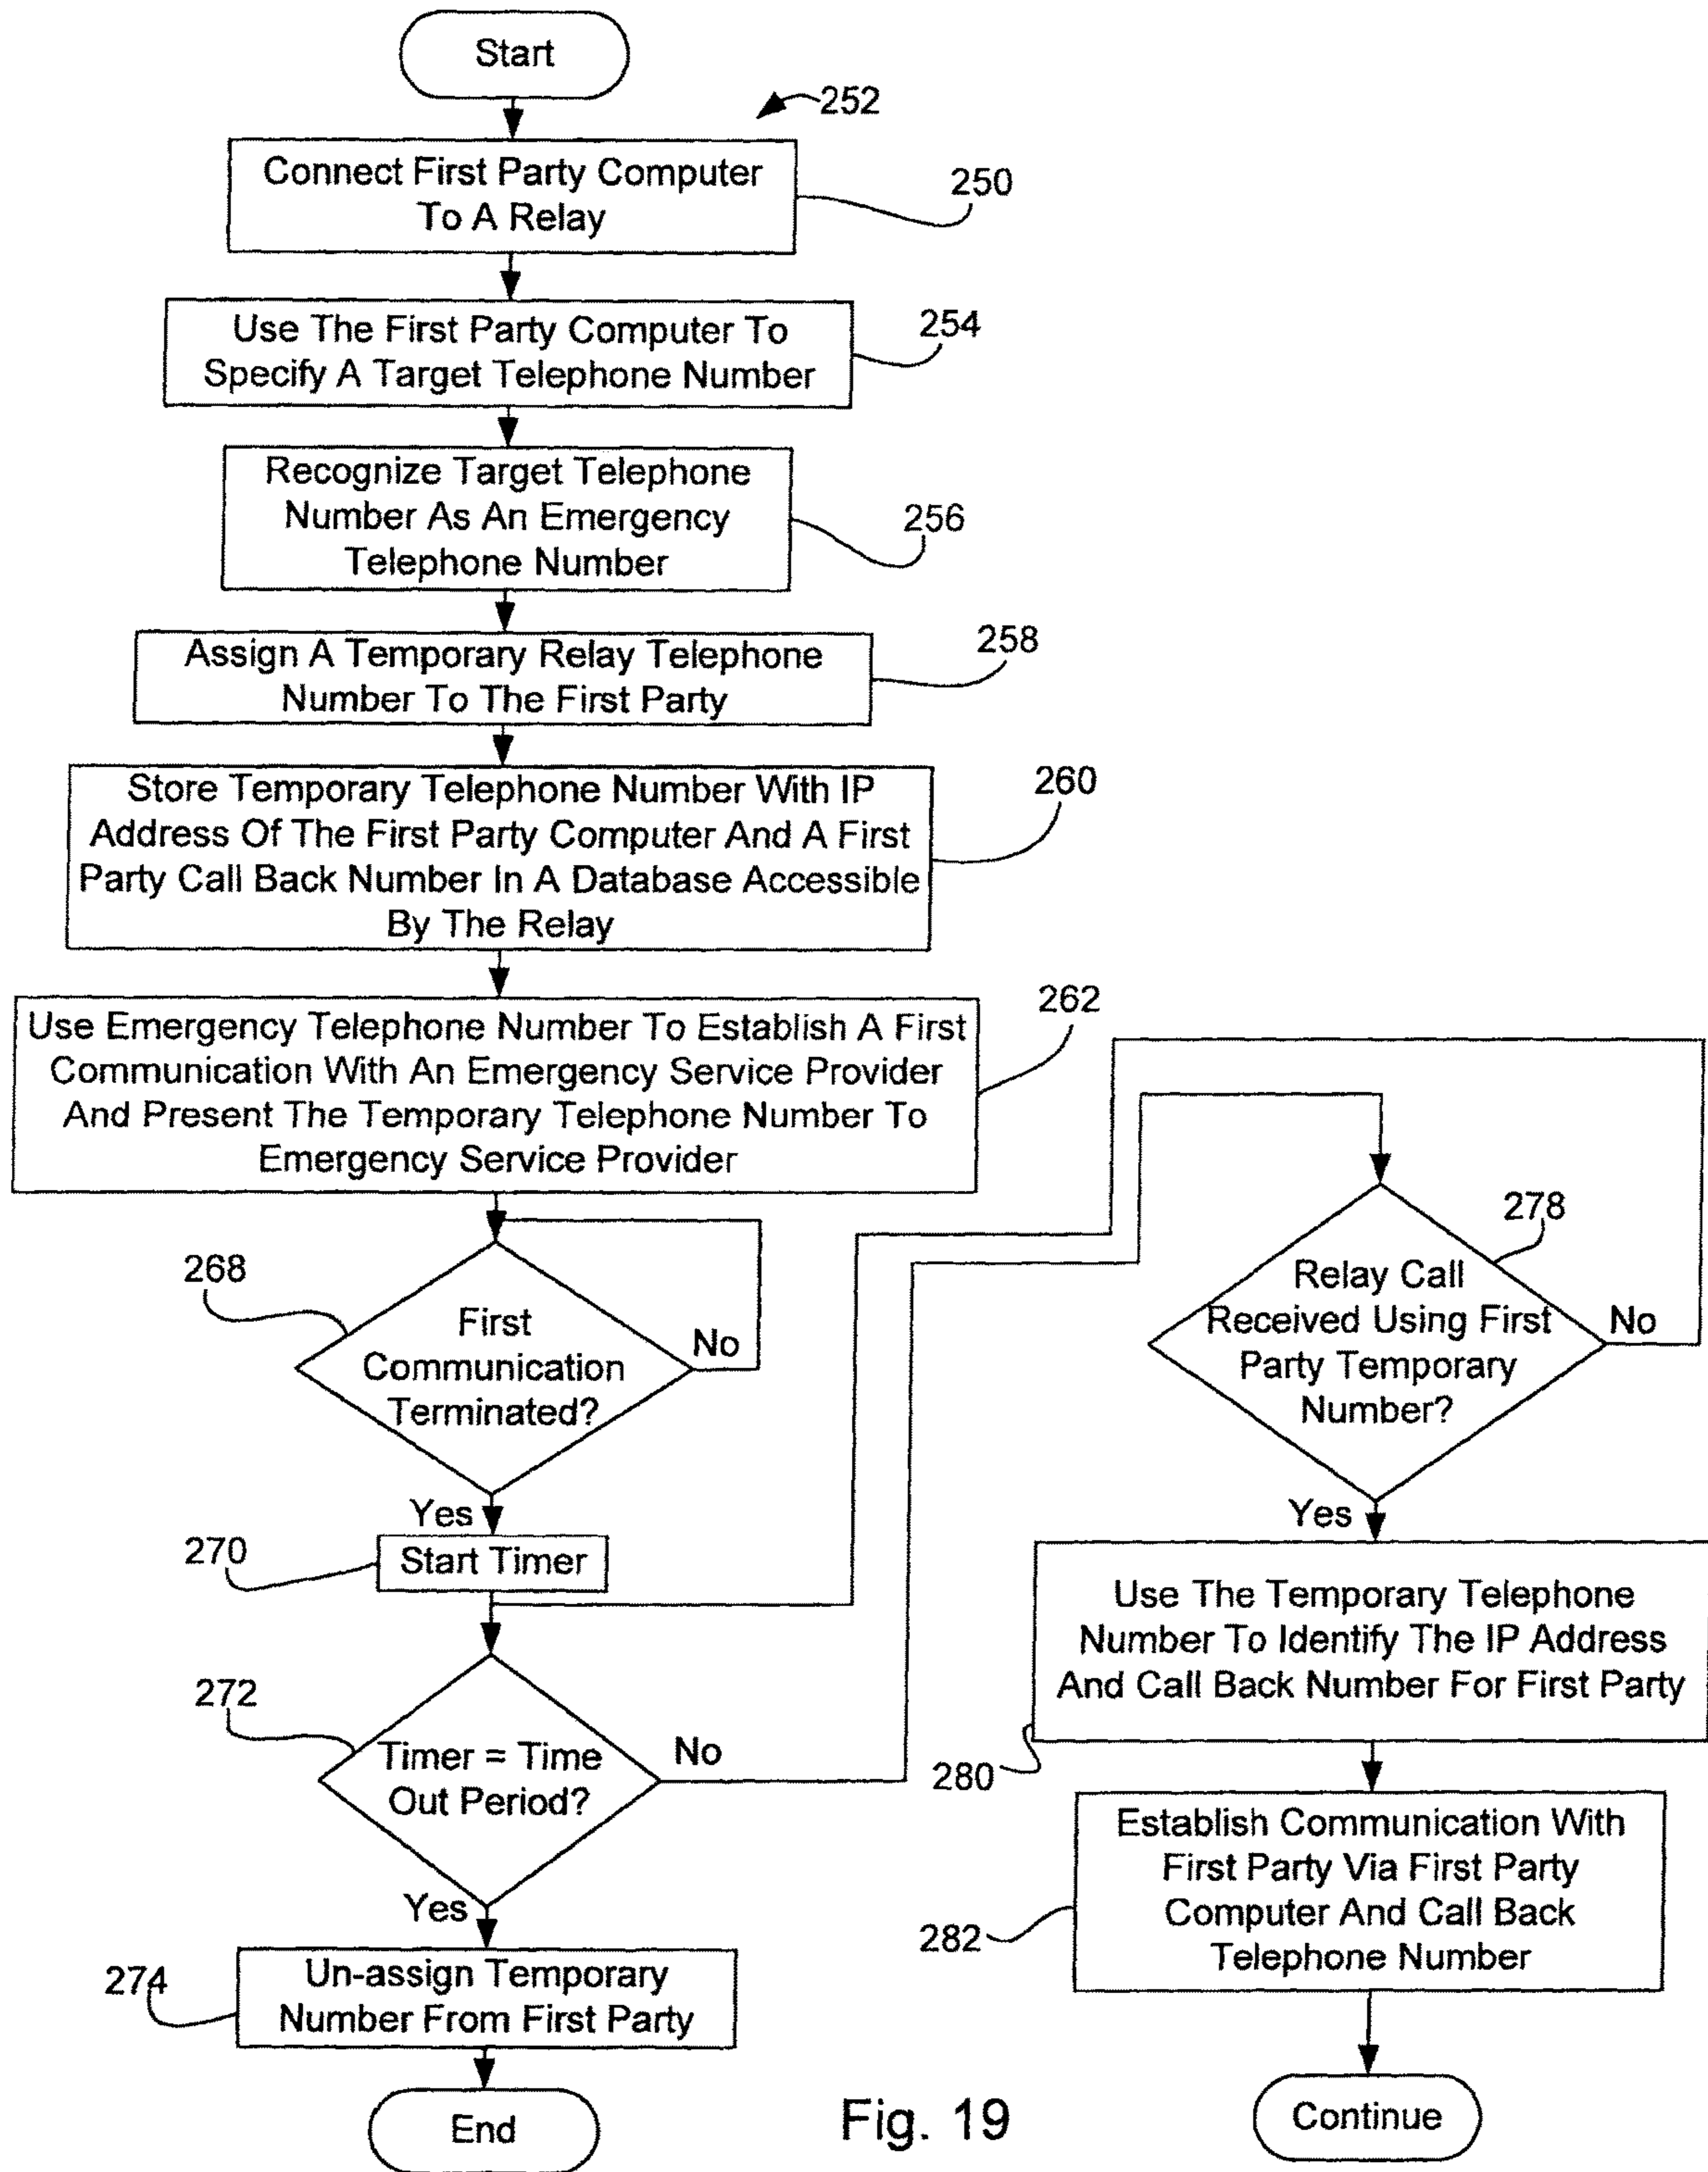 Start
252
Connect First Party Computer
To A Relay
250
Use The First Party Computer To
Specify A Target Telephone Number
254
Recognize Target Telephone
Number As An Emergency
Telephone Number
256
Assign A Temporary Relay Telephone
Number To The First Party
258
Store Temporary Telephone Number With IP
Address Of The First Party Computer And A First
Party Call Back Number In A Database Accessible
By The Relay
260
Use Emergency Telephone Number To Establish A First
Communication With An Emergency Service Provider
And Present The Temporary Telephone Number To
Emergency Service Provider
262
268
First
Communication
Terminated?
No
Yes
270
Start Timer
272
Timer = Time
Out Period?
No
Yes
274
Un-assign Temporary
Number From First Party
End
278
Relay Call
Received Using First
Party Temporary
Number?
No
Yes
Use The Temporary Telephone
Number To Identify The IP Address
And Call Back Number For First Party
280
Establish Communication With
First Party Via First Party
Computer And Call Back
Telephone Number
282
Continue
Fig. 19